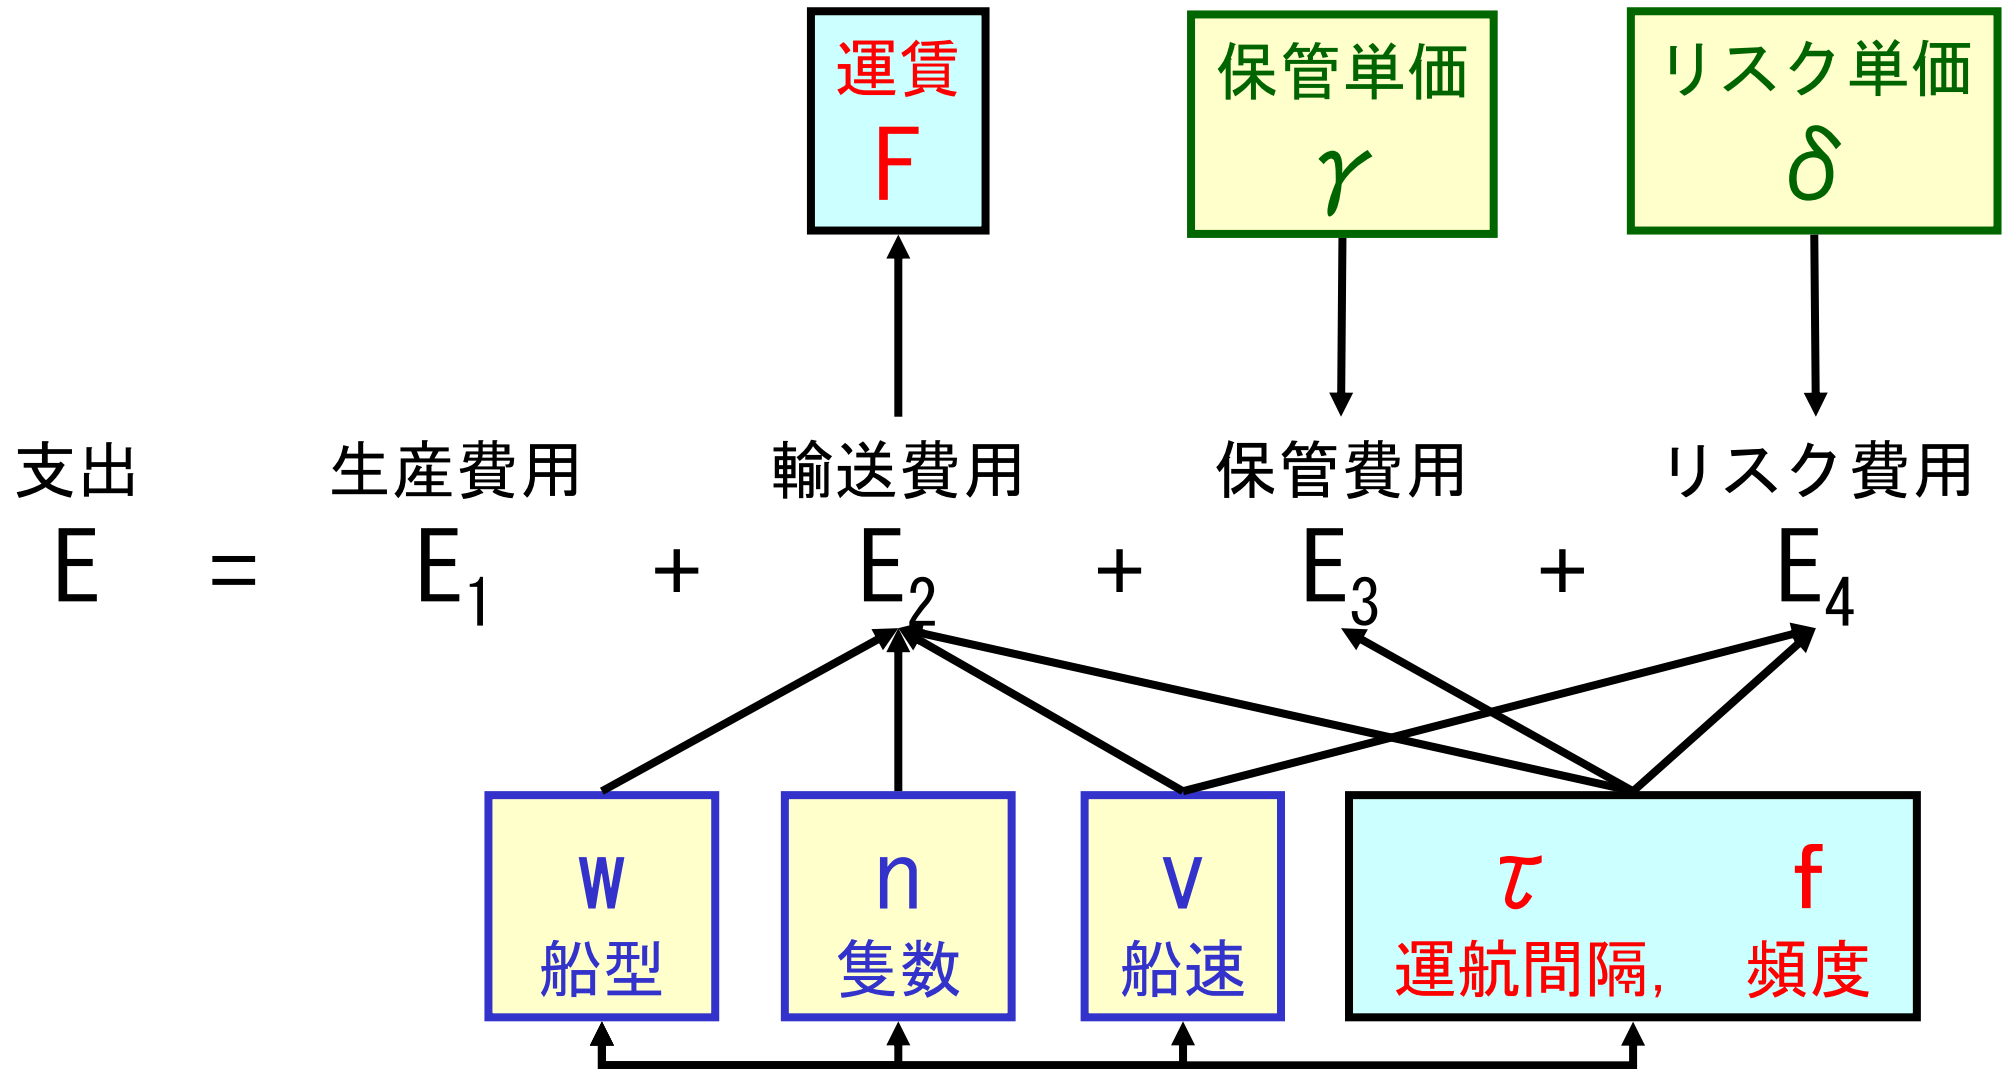 運賃
F
保管単価
γ
リスク単価
δ
支出 生産費用 輸送費用 保管費用 リスク費用
E = E1 + E2 + E3 + E4
w n v τ f
船型 隻数 船速 運航間隔, 頻度